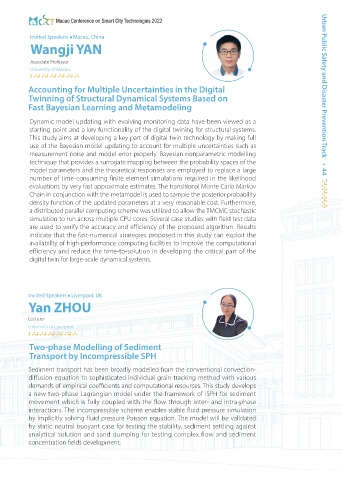 Macao Conference on Smart City Technologies 2022
Invited Speakers • Macau, China
Wangji YAN
Associate Professor
University of Macau
Accounting for Multiple Uncertainties in the Digital
Twinning of Structural Dynamical Systems Based on
Fast Bayesian Learning and Metamodeling
Dynamic model updating with evolving monitoring data have been viewed as a
starting point and a key functionality of the digital twining for structural systems.
This study aims at developing a key part of digital twin technology by making full
use of the Bayesian model updating to account for multiple uncertainties such as
measurement noise and model error properly. Bayesian nonparametric modelling
technique that provides a surrogate mapping between the probability spaces of the
model parameters and the theoretical responses are employed to replace a large
number of time-consuming finite element simulations required in the likelihood
evaluations by very fast approximate estimates. The transitional Monte Carlo Markov
Chain in conjunction with the metamodel is used to sample the posterior probability
density function of the updated parameters at a very reasonable cost. Furthermore,
a distributed parallel computing scheme was utilized to allow the TMCMC stochastic
simulation to run across multiple CPU cores. Several case studies with field test data
are used to verify the accuracy and efficiency of the proposed algorithm. Results
indicate that the fast-numerical strategies proposed in this study can exploit the
availability of high-performance computing facilities to improve the computational
efficiency and reduce the time-to-solution in developing the critical part of the
digital twin for large-scale dynamical systems.
Invited Speakers • Liverpool, UK
Yan ZHOU
Lecturer
University of Liverpool
Two-phase Modelling of Sediment
Transport by Incompressible SPH
Sediment transport has been broadly modelled from the conventional convection-
diffusion equation to sophisticated individual grain tracking method with various
demands of empirical coefficients and computational resources. This study develops
a new two-phase Lagrangian model under the framework of ISPH for sediment
movement which is fully coupled with the flow through inter- and intra-phase
interactions. The incompressible scheme enables stable fluid pressure simulation
by implicitly solving fluid pressure Poisson equation. The model will be validated
by static neutral buoyant case for testing the stability, sediment settling against
analytical solution and sand dumping for testing complex flow and sediment
concentration fields development.
Urban Public Safety and Disaster Prevention Track • 44